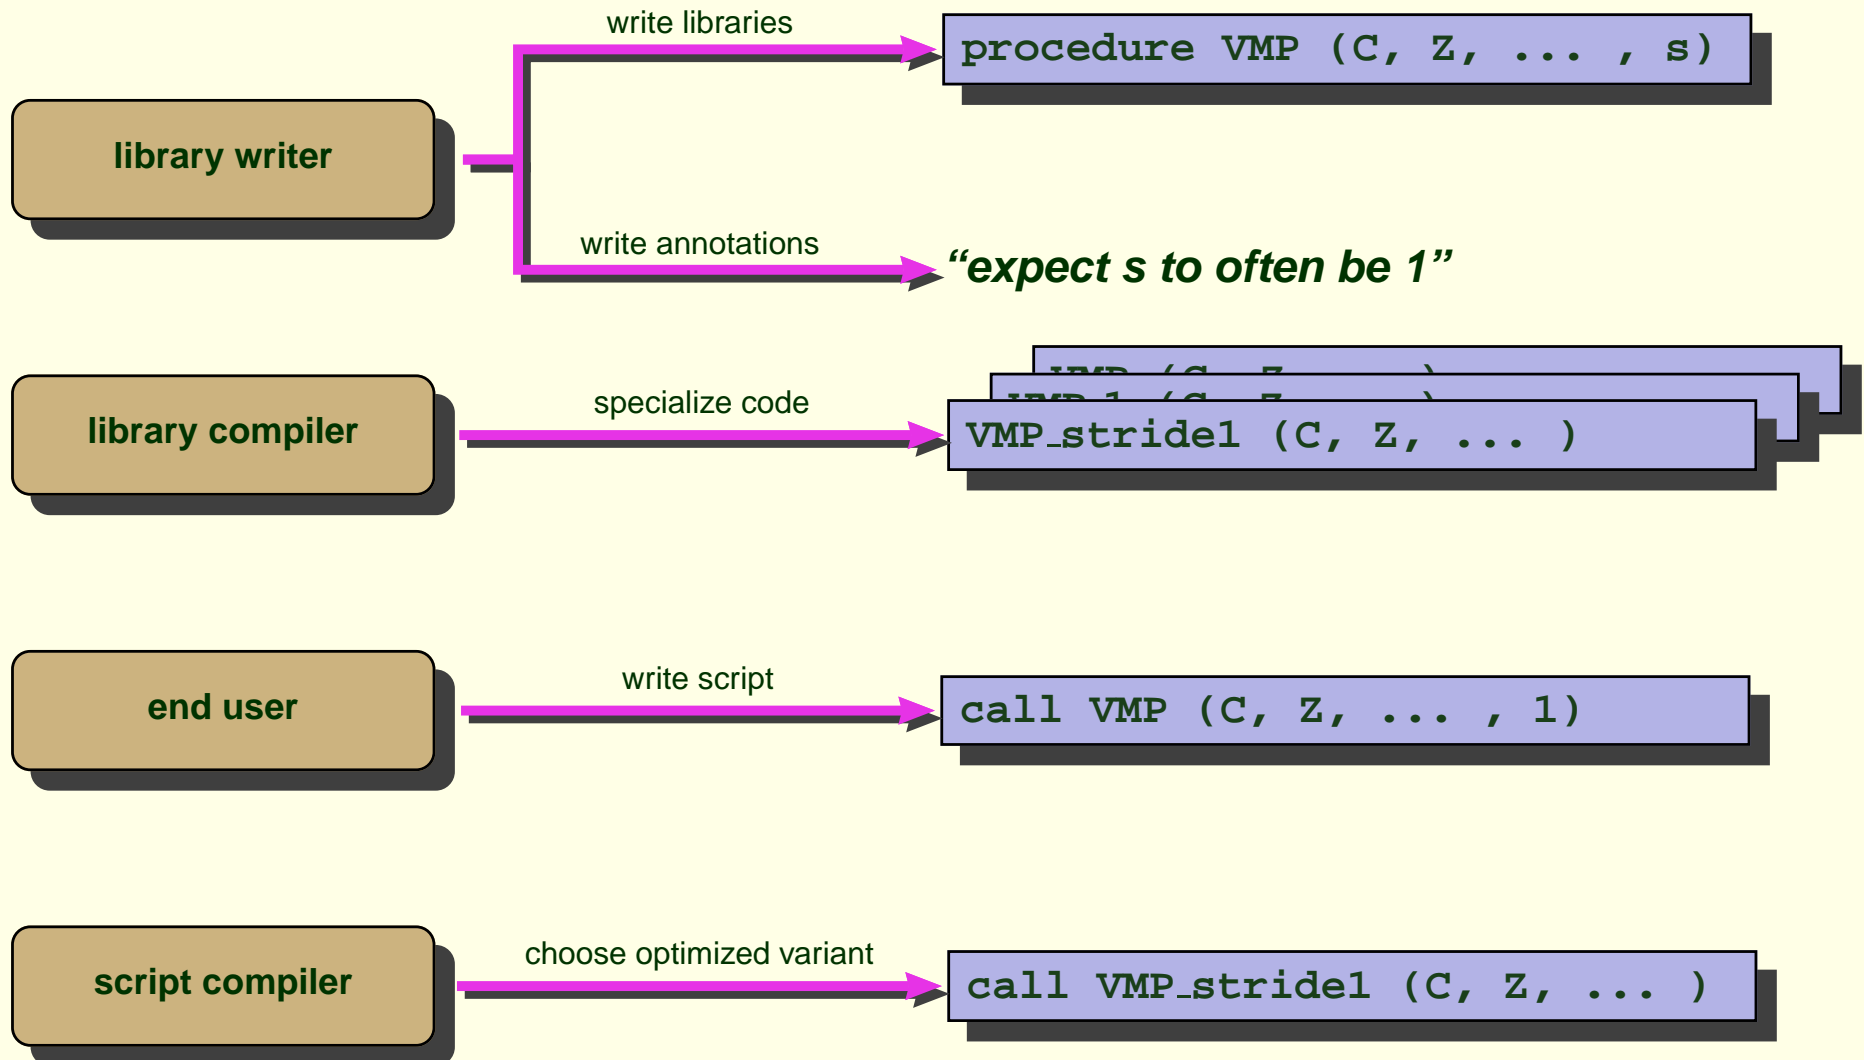 write libraries
procedure VMP (C, Z, ... , s)
library writer
write annotations
“expect s to often be 1”
specialize code
library compiler
VMP_stride1 (C, Z, ... )
write script
end user
call VMP (C, Z, ... , 1)
choose optimized variant
script compiler
call VMP_stride1 (C, Z, ... )